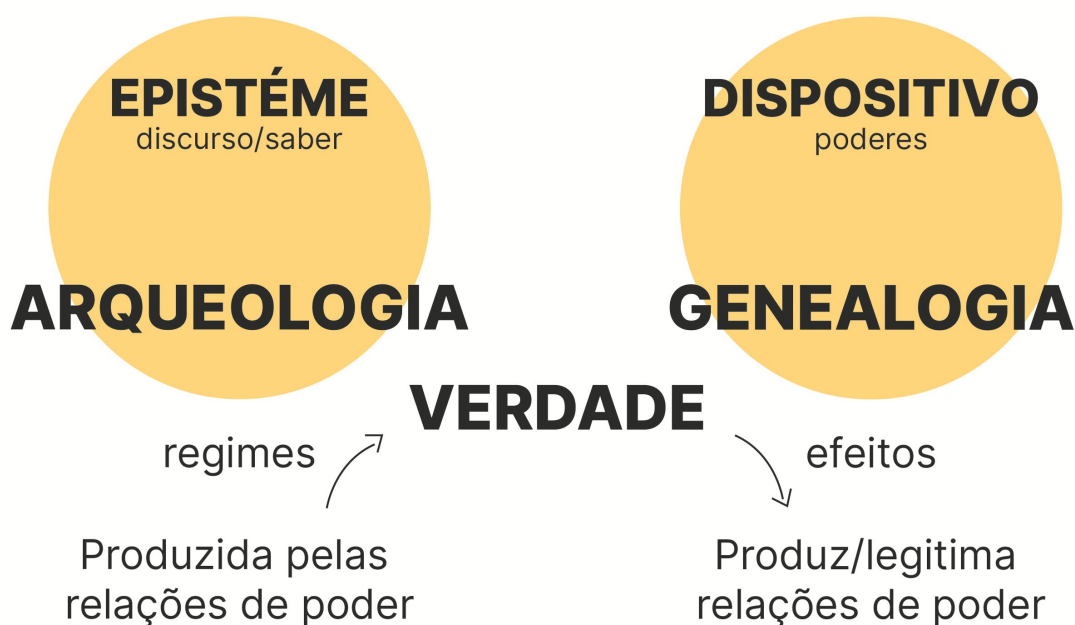 EPISTÉME
discurso/saber
ARQUEOLOGIA
DISPOSITIVO
poderes
GENEALOGIA
VERDADE
regimes
Produzida pelas
relações de poder
efeitos
Produz/legitima
relações de poder